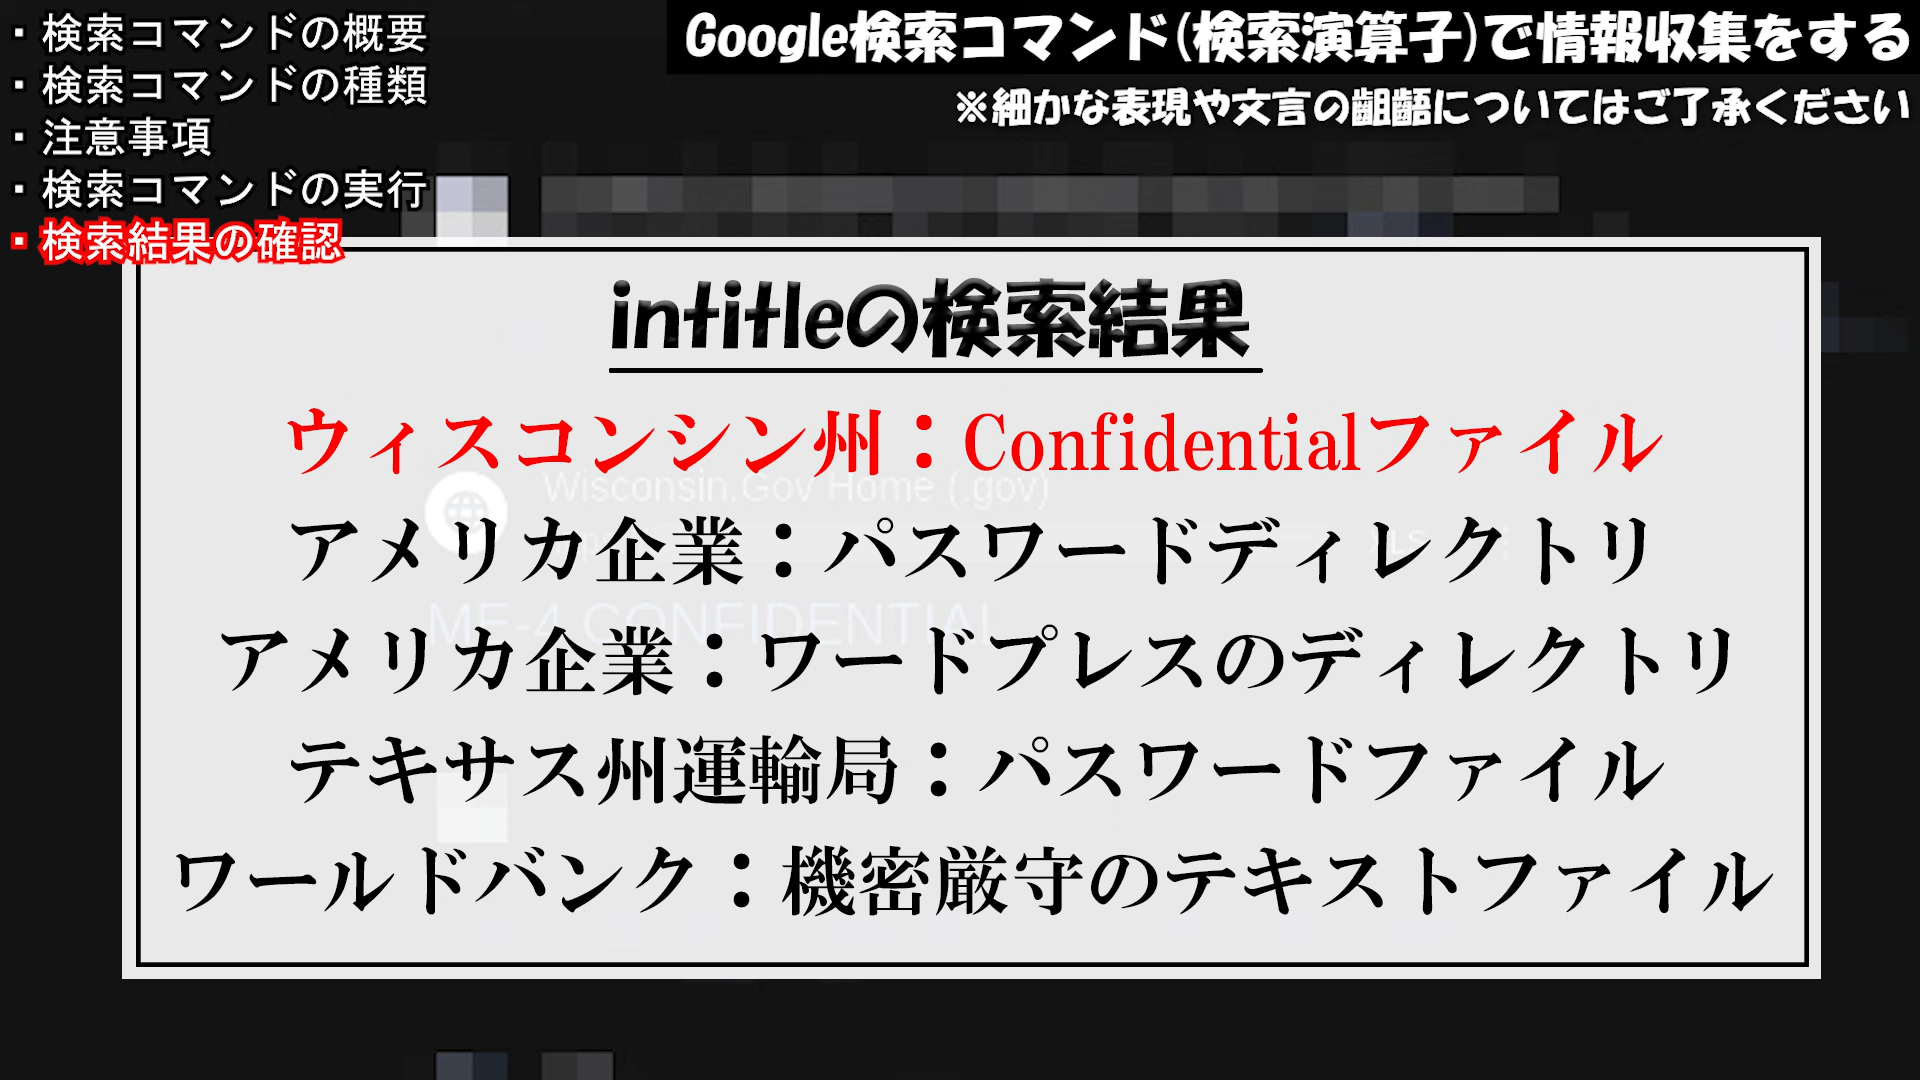 ・検索コマンドの概要
・検索コマンドの種類
・注意事項
・検索コマンドの実行
・検索結果の確認
Google検索コマンド(検索演算子)で情報収集をする
※細かな表現や文言の齟齬についてはご了承ください
intitleの検索結果
ウィスコンシン州：Confidentialファイル
Wisconsin.Gov Home (.gov)
アメリカ企業：パスワードディレクトリ
ME-4 CONFIDENTIAL
アメリカ企業：ワードプレスのディレクトリ
テキサス州運輸局：パスワードファイル
ワールドバンク：機密厳守のテキストファイル